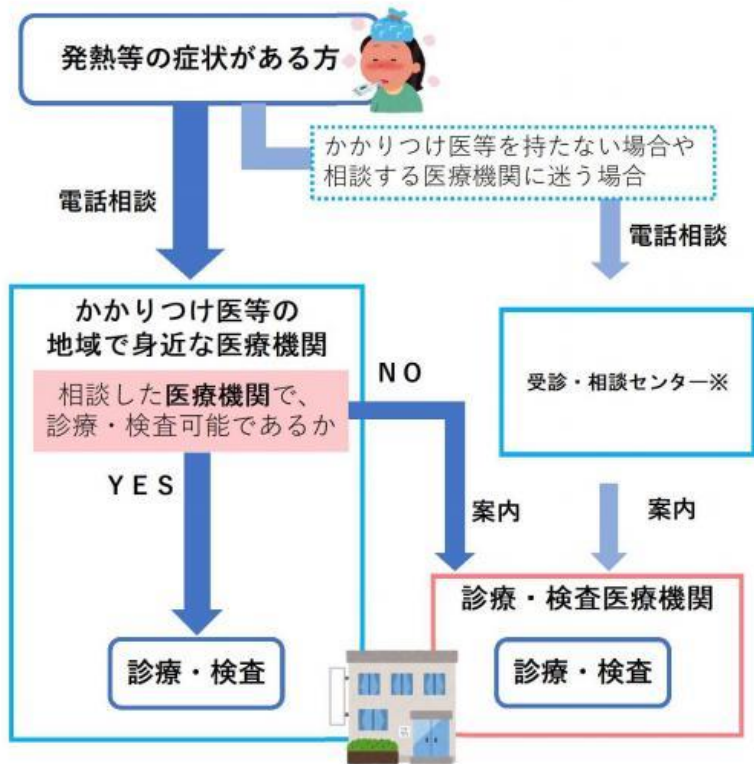 発熱等の症状がある方
かかりつけ医等を持たない場合や
相談する医療機関に迷う場合
電話相談
電話相談
かかりつけ医等の
地域で身近な医療機関
相談した医療機関で、
診療・検査可能であるか
NO
受診・相談センター※
YES
案内
案内
診療・検査医療機関
診療・検査
診療・検査